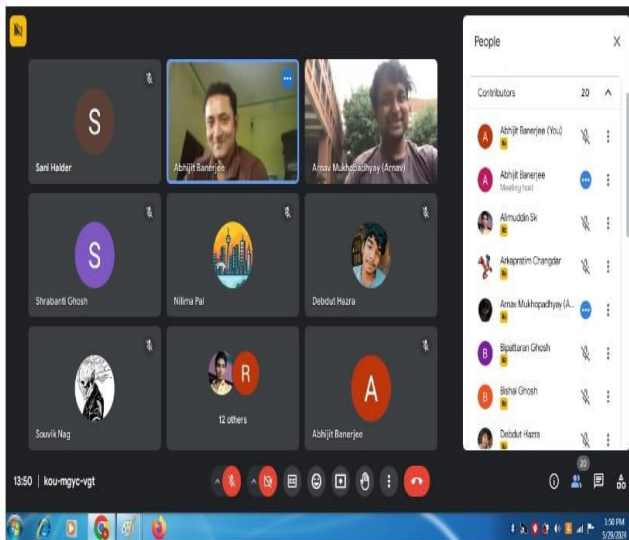 S
Sani Halder
Abhijit Banerjee
Arnav Mukhopadhyay (Arnav)
S
Shrabanti Ghosh
Nilima Pal
Debdut Hazra
Souvik Nag
R
12 others
A
Abhijit Banerjee
13:50 | kou-mgyc-vgt
20
People
Contributors 20
A Abhijit Banerjee (You)
A Abhijit Banerjee
Meeting host
Alimuddin Sk
Arkapratim Changdar
Arnav Mukhopadhyay (A...
B Bipattaran Ghosh
B Bishal Ghosh
Debdut Hazra
1:50 PM
5/29/2024